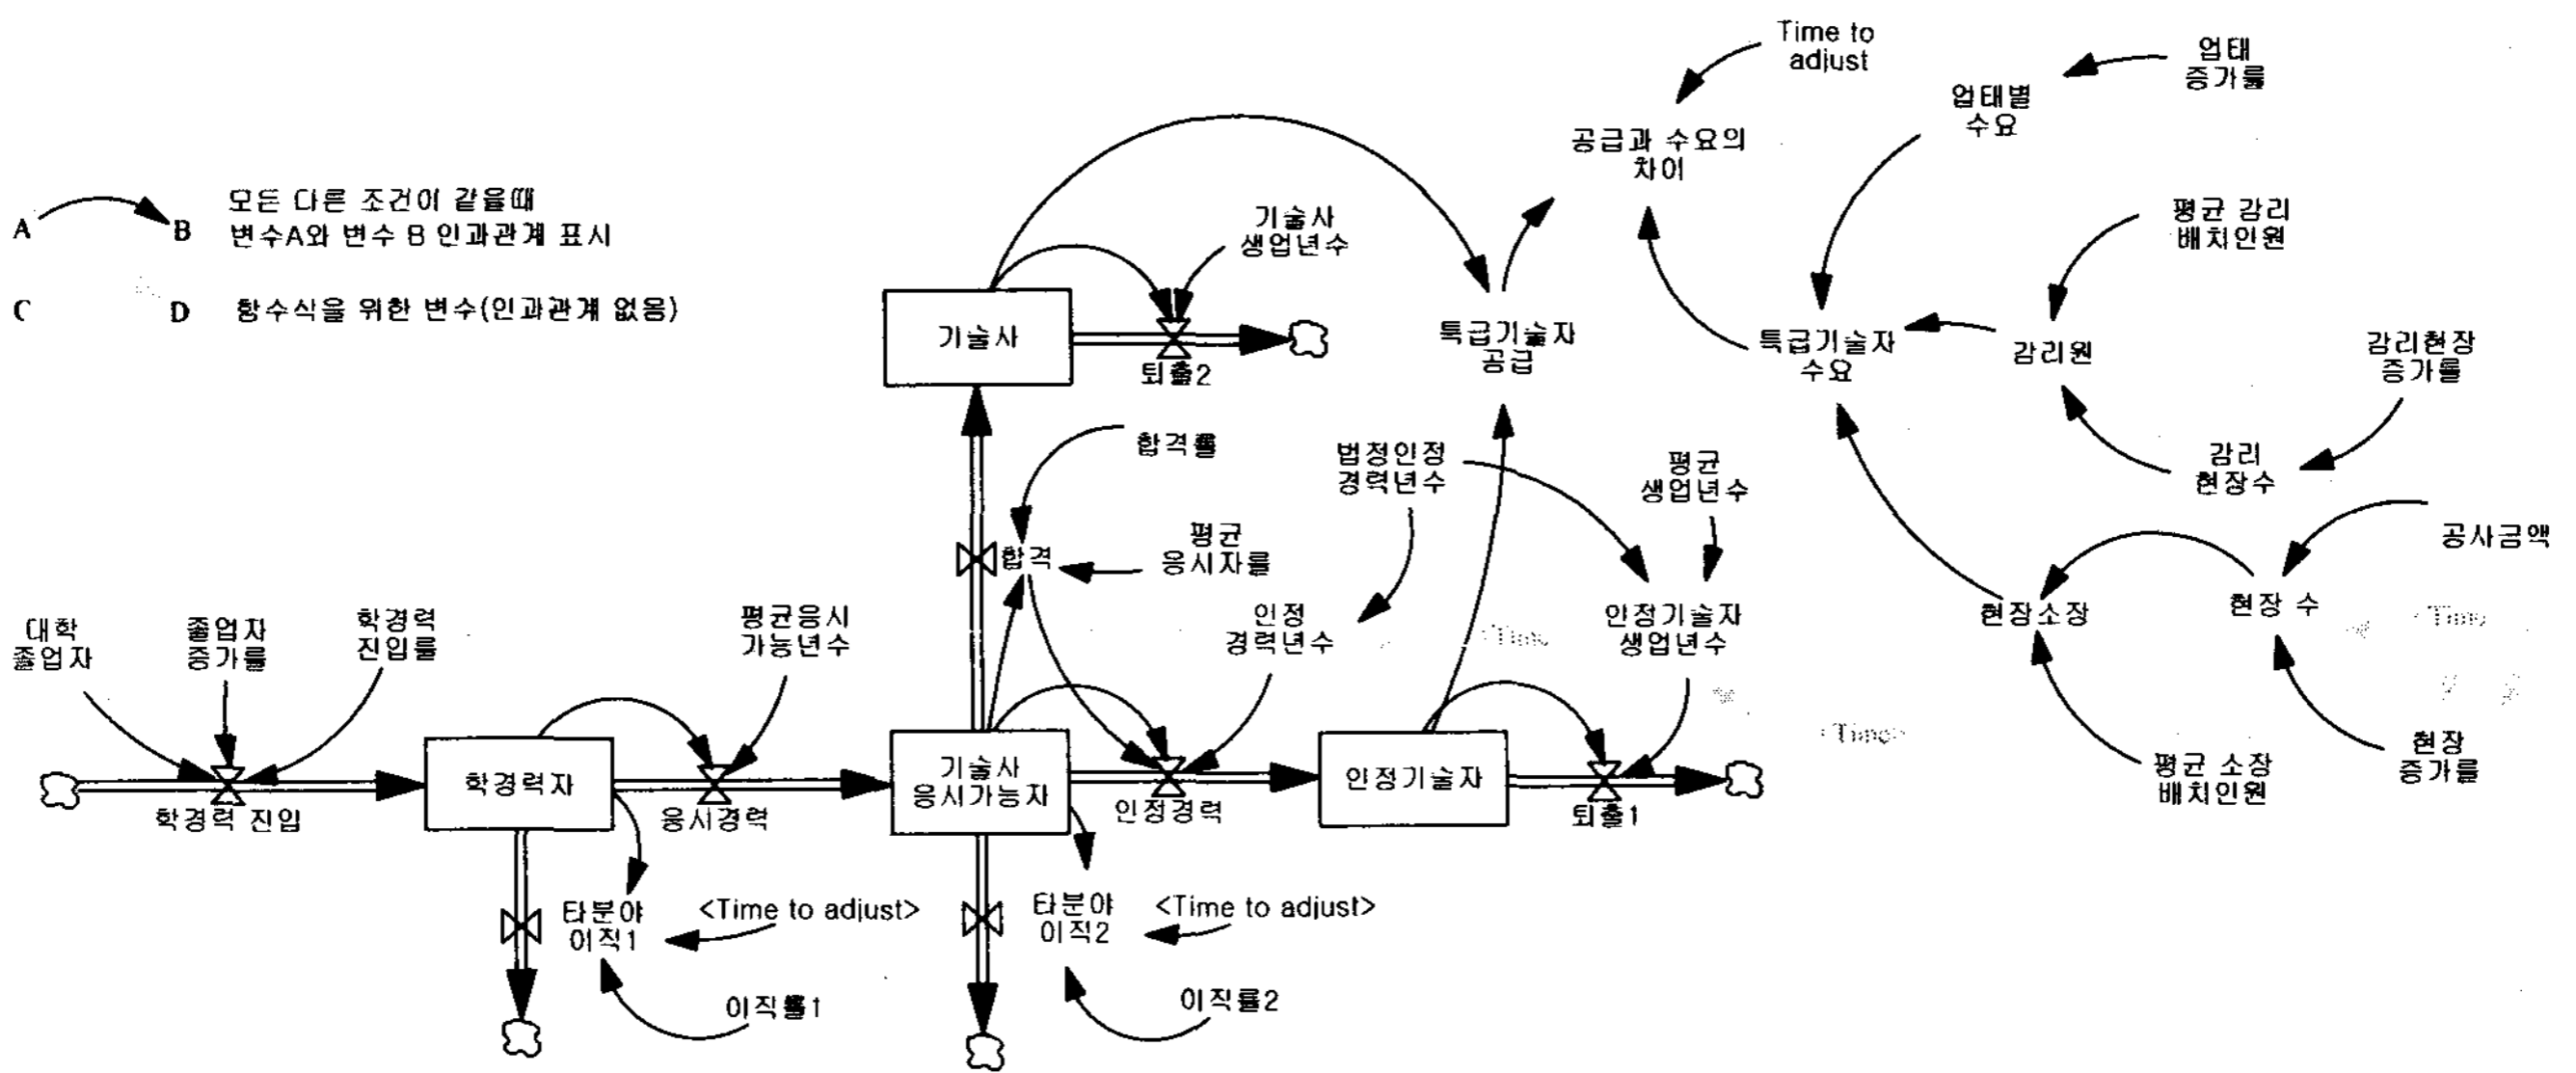 Time to
adjust
업태
증가률
업태별
수요
공급과 수요의
차이
A
B
모든 다른 조건이 같을때
변수A와 변수 B 인과관계 표시
C
D
함수식을 위한 변수(인과관계 없음)
기술사
생업년수
평균 감리
배치인원
기술사
퇴출2
특급기술자
공급
특급기술자
수요
감리원
감리현장
증가률
합격률
법정인정
경력년수
평균
생업년수
감리
현장수
공사금액
합격
평균
응시자률
인정
경력년수
인정기술자
생업년수
현장소장
현장 수
Time
Time
Time
대학
졸업자
졸업자
증가률
학경력
진입률
평균응시
가능년수
학경력 진입
학경력자
응시경력
기술사
응시가능자
인정경력
인정기술자
퇴출1
평균 소장
배치인원
현장
증가률
타분야
이직1
<Time to adjust>
타분야
이직2
<Time to adjust>
이직률1
이직률2